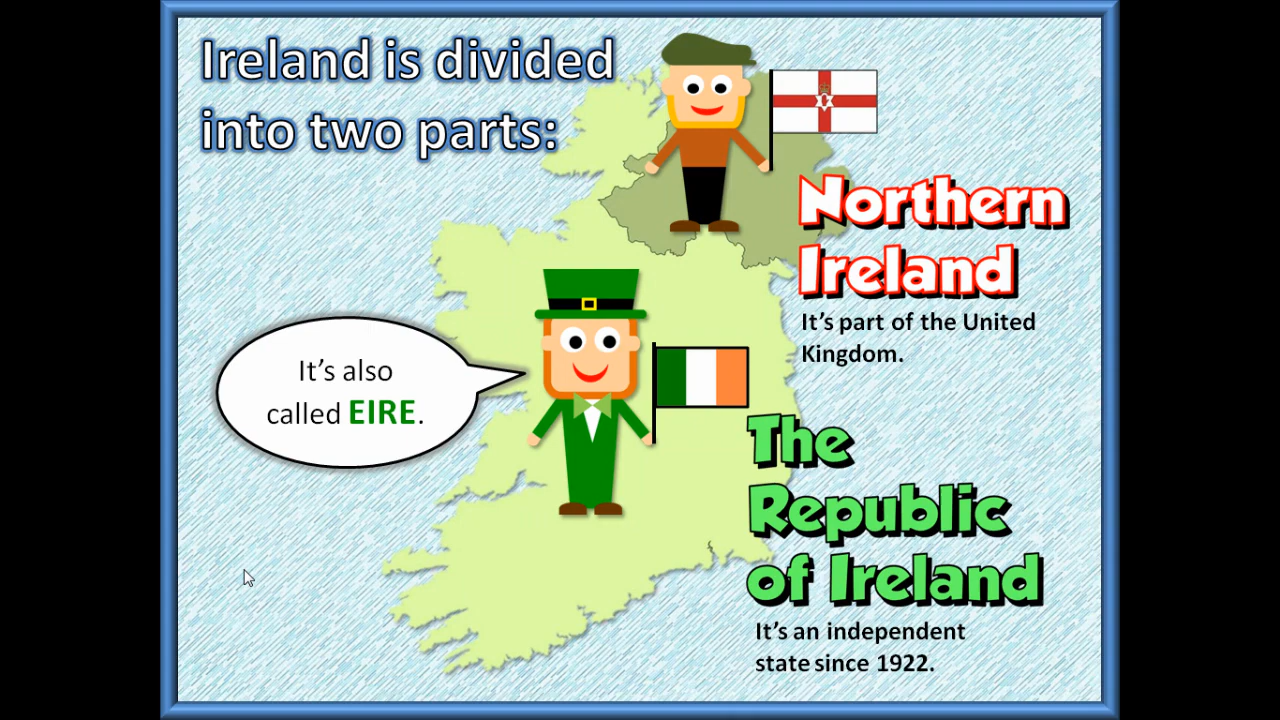 Ireland is divided
into two parts:
Northern
Ireland
It's part of the United
Kingdom.
It's also
called EIRE.
The
Republic
of Ireland
It's an independent
state since 1922.